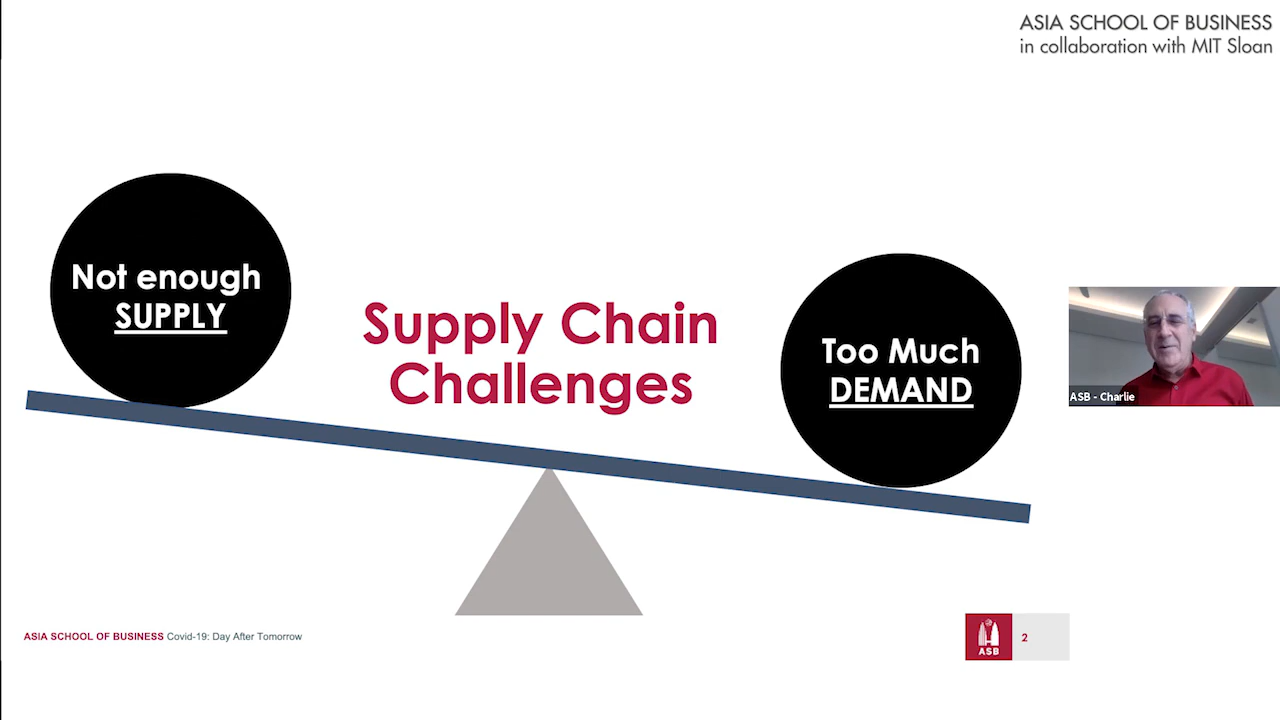 ASIA SCHOOL OF BUSINESS
in collaboration with MIT Sloan
Not enough
SUPPLY
Supply Chain
Challenges
Too Much
DEMAND
ASB - Charlie
ASIA SCHOOL OF BUSINESS Covid-19: Day After Tomorrow
ASB
2